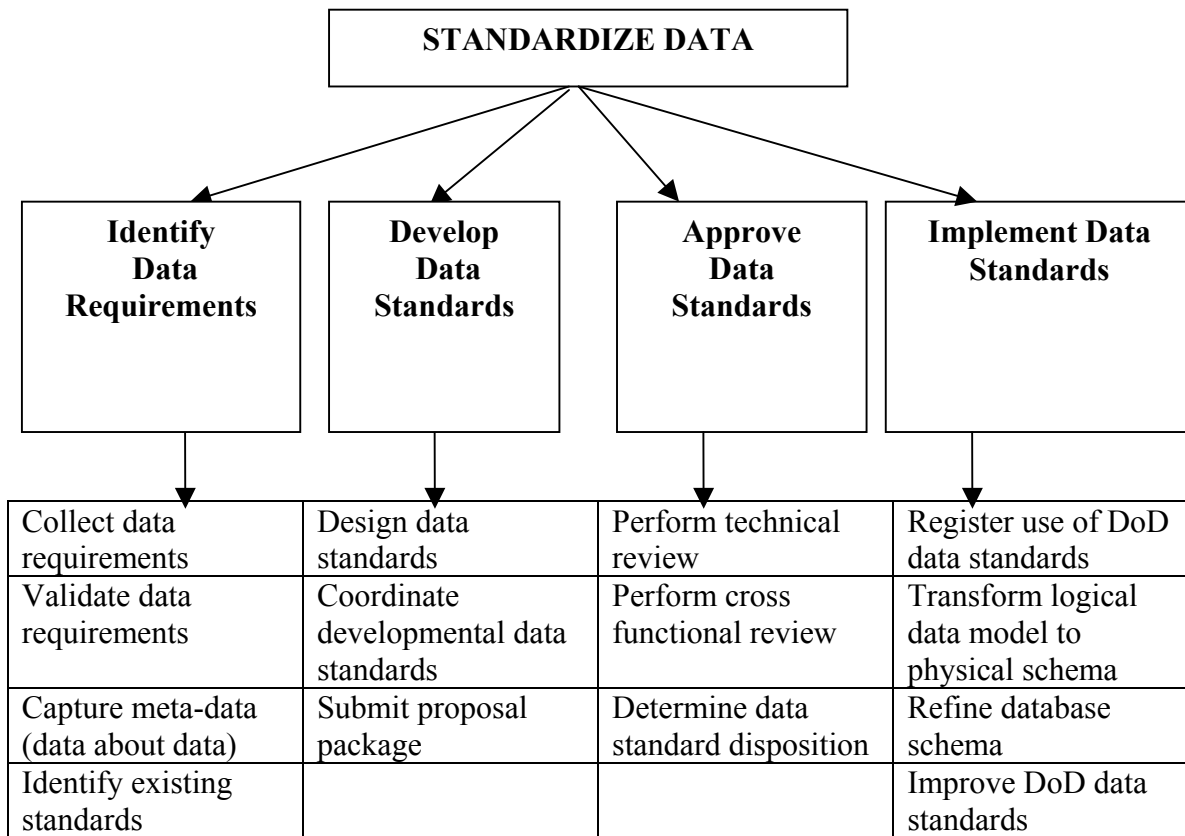 STANDARDIZE DATA
Identify
Data
Requirements
Develop
Data
Standards
Approve
Data
Standards
Implement Data
Standards
Collect data
requirements
Design data
standards
Perform technical
review
Register use of DoD
data standards
Validate data
requirements
Coordinate
developmental data
standards
Perform cross
functional review
Transform logical
data model to
physical schema
Capture meta-data
(data about data)
Submit proposal
package
Determine data
standard disposition
Refine database
schema
Identify existing
standards
Improve DoD data
standards